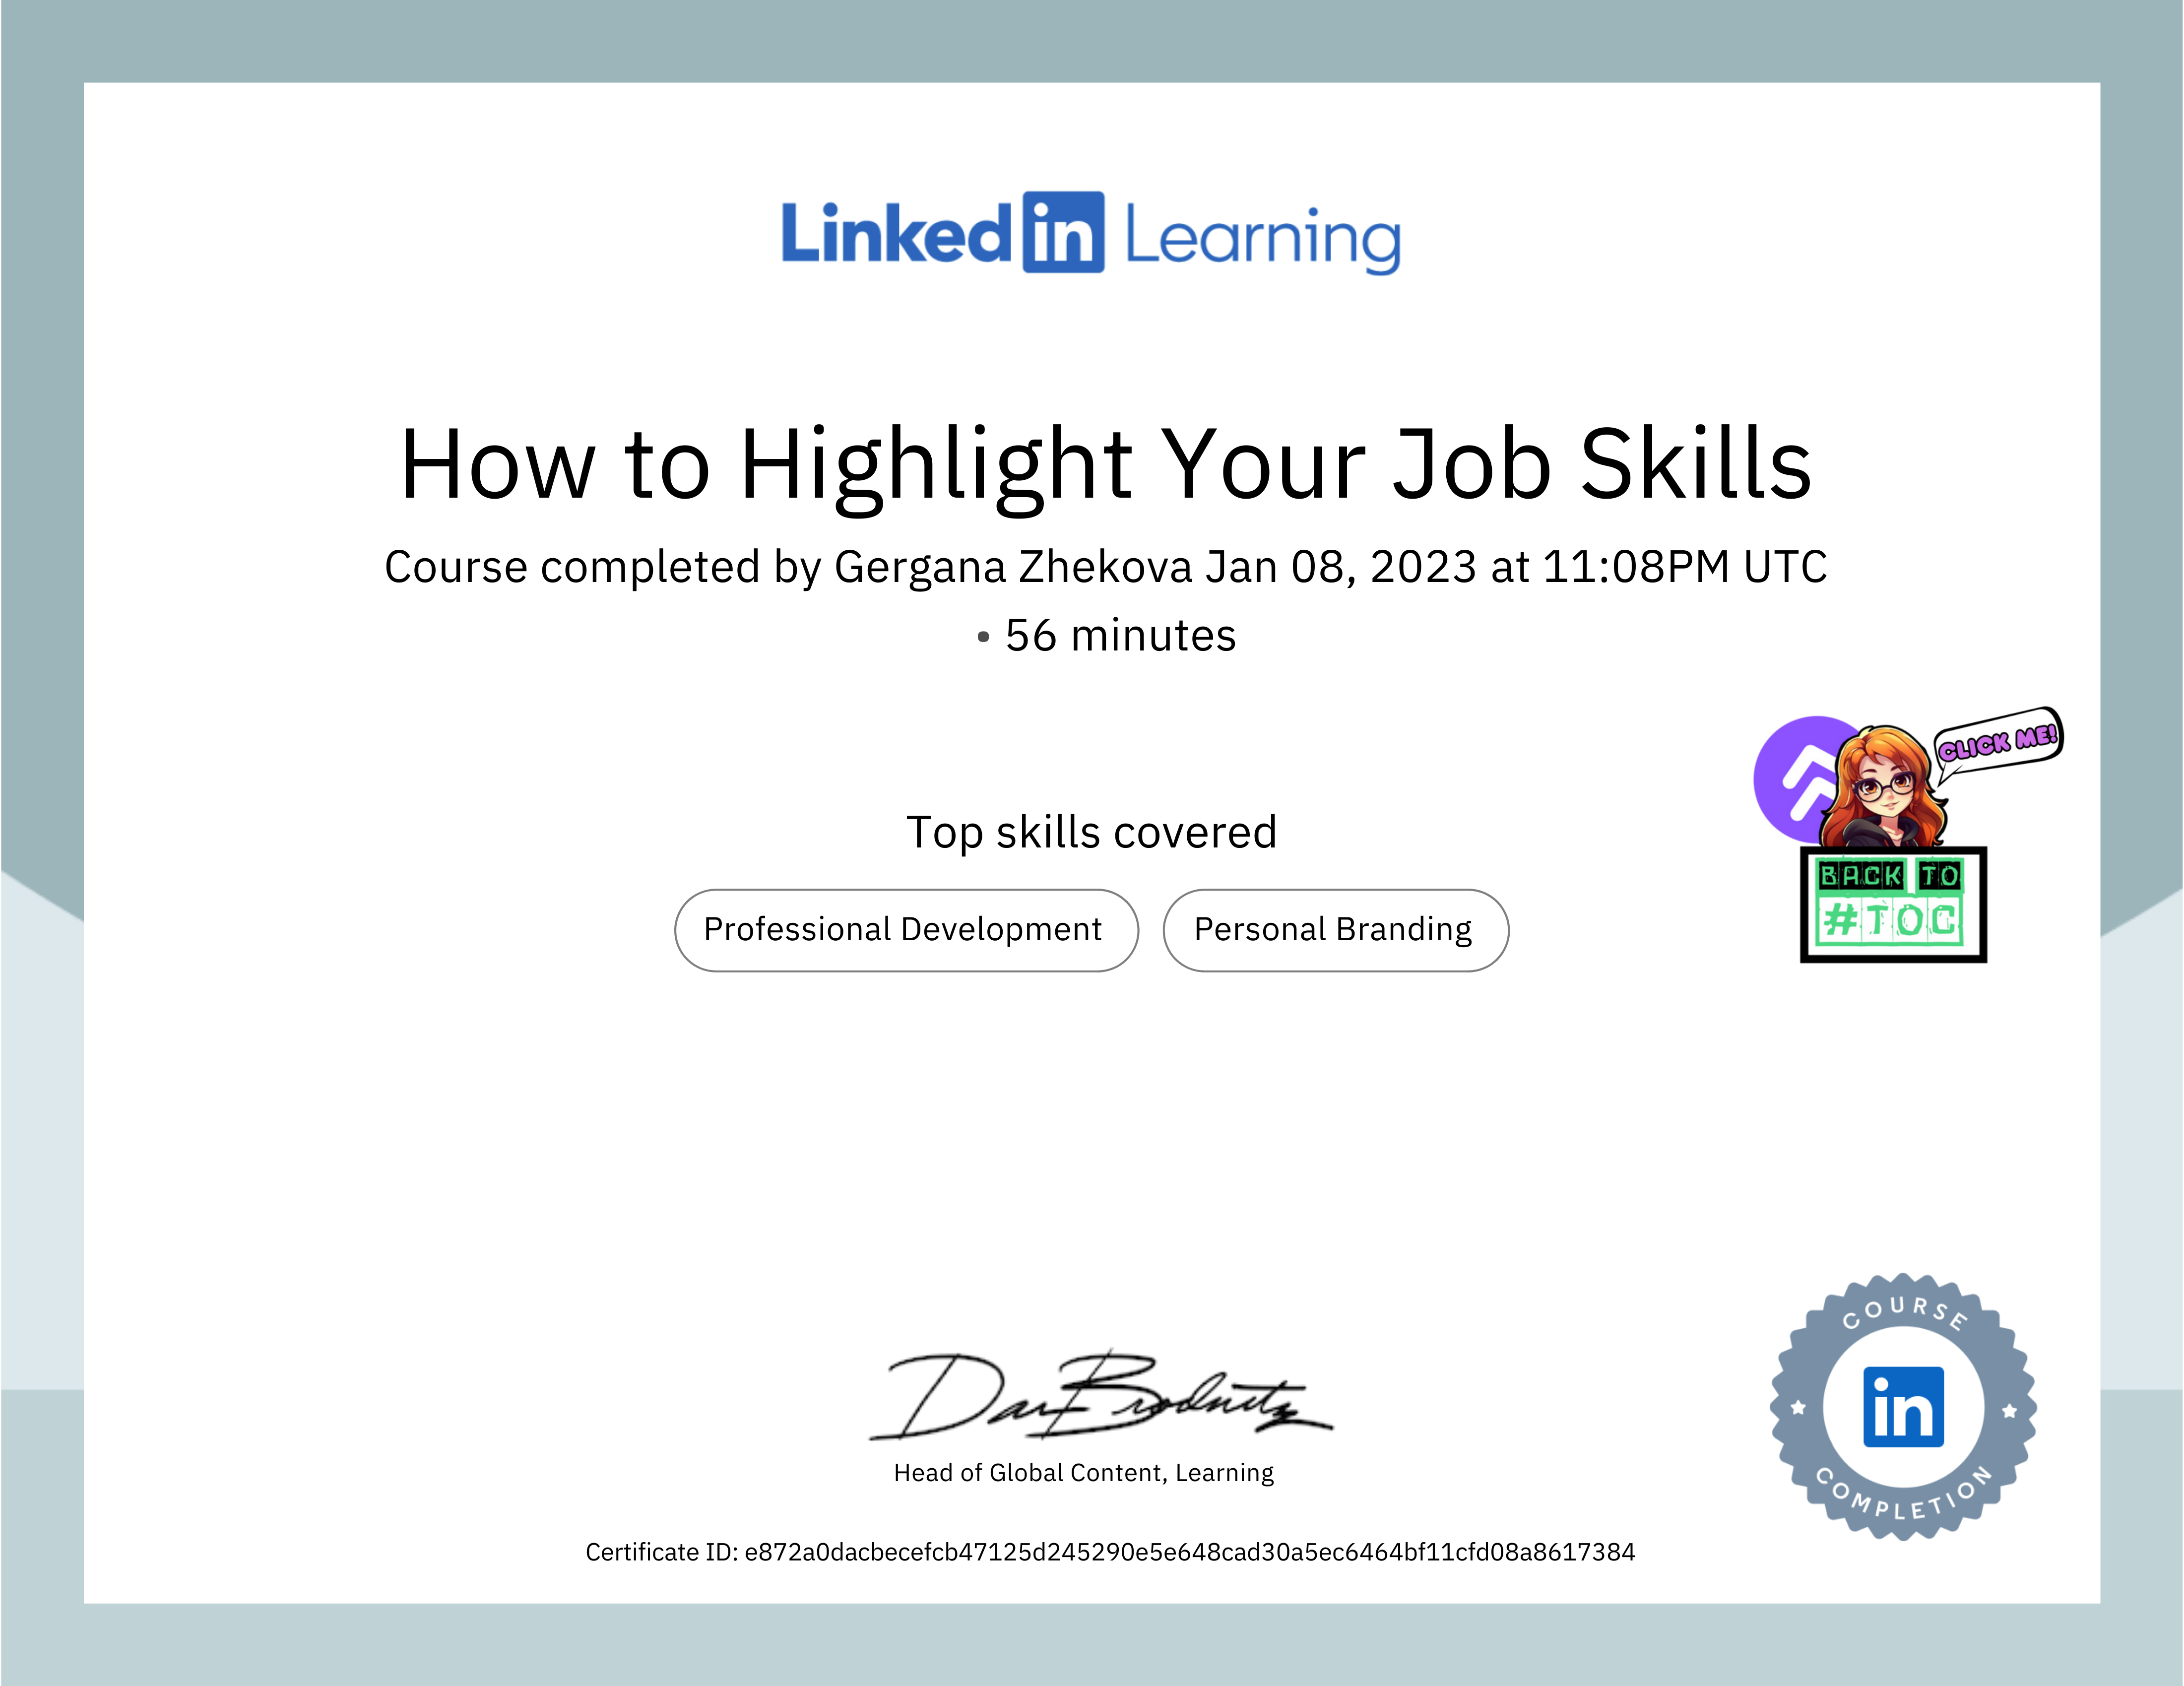 Linked in Learning
How to Highlight Your Job Skills
Course completed by Gergana Zhekova Jan 08, 2023 at 11:08PM UTC
• 56 minutes
CLICK ME!
Top skills covered
BACK TO
#TOC
Professional Development
Personal Branding
COURSE
in
COMPLETION
Dan Brodnitz
Head of Global Content, Learning
Certificate ID: e872a0dacbecefcb47125d245290e5e648cad30a5ec6464bf11cfd08a8617384